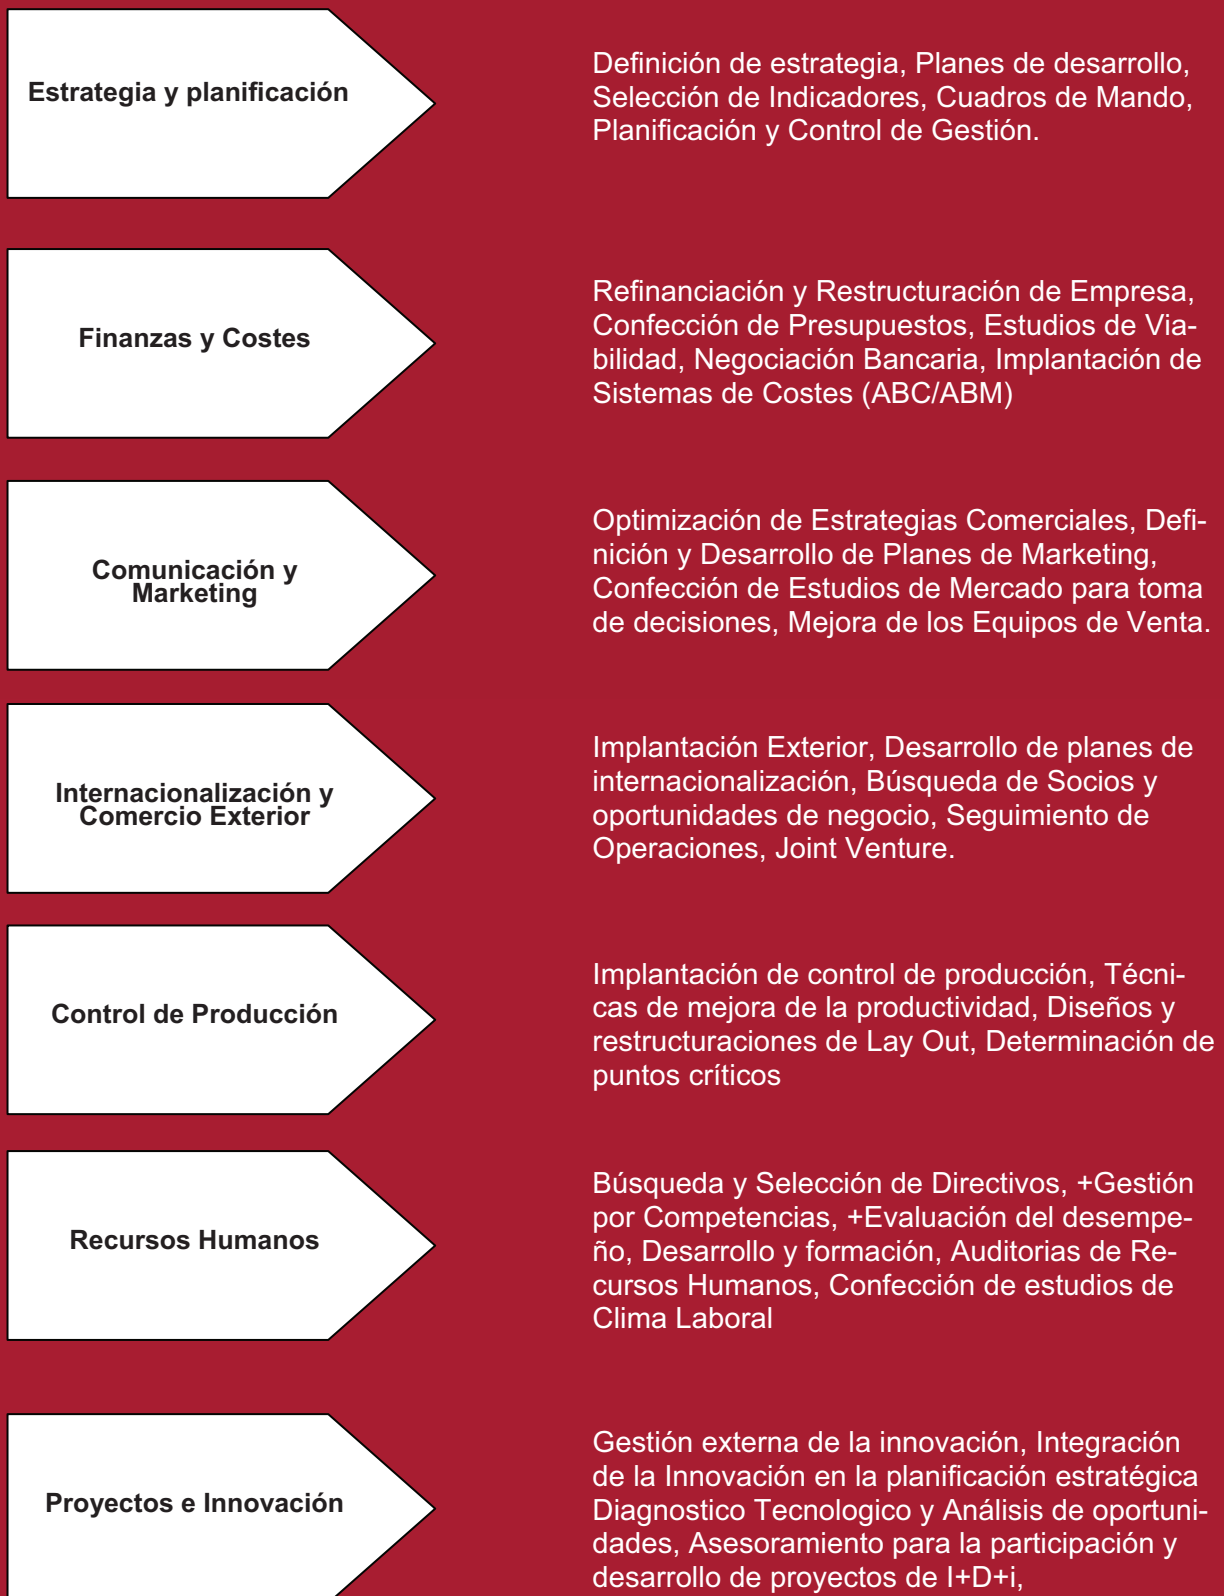 Estrategia y planificación
Definición de estrategia, Planes de desarrollo,
Selección de Indicadores, Cuadros de Mando,
Planificación y Control de Gestión.
Finanzas y Costes
Refinanciación y Restructuración de Empresa,
Confección de Presupuestos, Estudios de Via-
bilidad, Negociación Bancaria, Implantación de
Sistemas de Costes (ABC/ABM)
Comunicación y
Marketing
Optimización de Estrategias Comerciales, Defi-
nición y Desarrollo de Planes de Marketing,
Confección de Estudios de Mercado para toma
de decisiones, Mejora de los Equipos de Venta.
Internacionalización y
Comercio Exterior
Implantación Exterior, Desarrollo de planes de
internacionalización, Búsqueda de Socios y
oportunidades de negocio, Seguimiento de
Operaciones, Joint Venture.
Control de Producción
Implantación de control de producción, Técni-
cas de mejora de la productividad, Diseños y
restructuraciones de Lay Out, Determinación de
puntos críticos
Recursos Humanos
Búsqueda y Selección de Directivos, +Gestión
por Competencias, +Evaluación del desempe-
ño, Desarrollo y formación, Auditorias de Re-
cursos Humanos, Confección de estudios de
Clima Laboral
Proyectos e Innovación
Gestión externa de la innovación, Integración
de la Innovación en la planificación estratégica
Diagnostico Tecnologico y Análisis de oportuni-
dades, Asesoramiento para la participación y
desarrollo de proyectos de I+D+i,